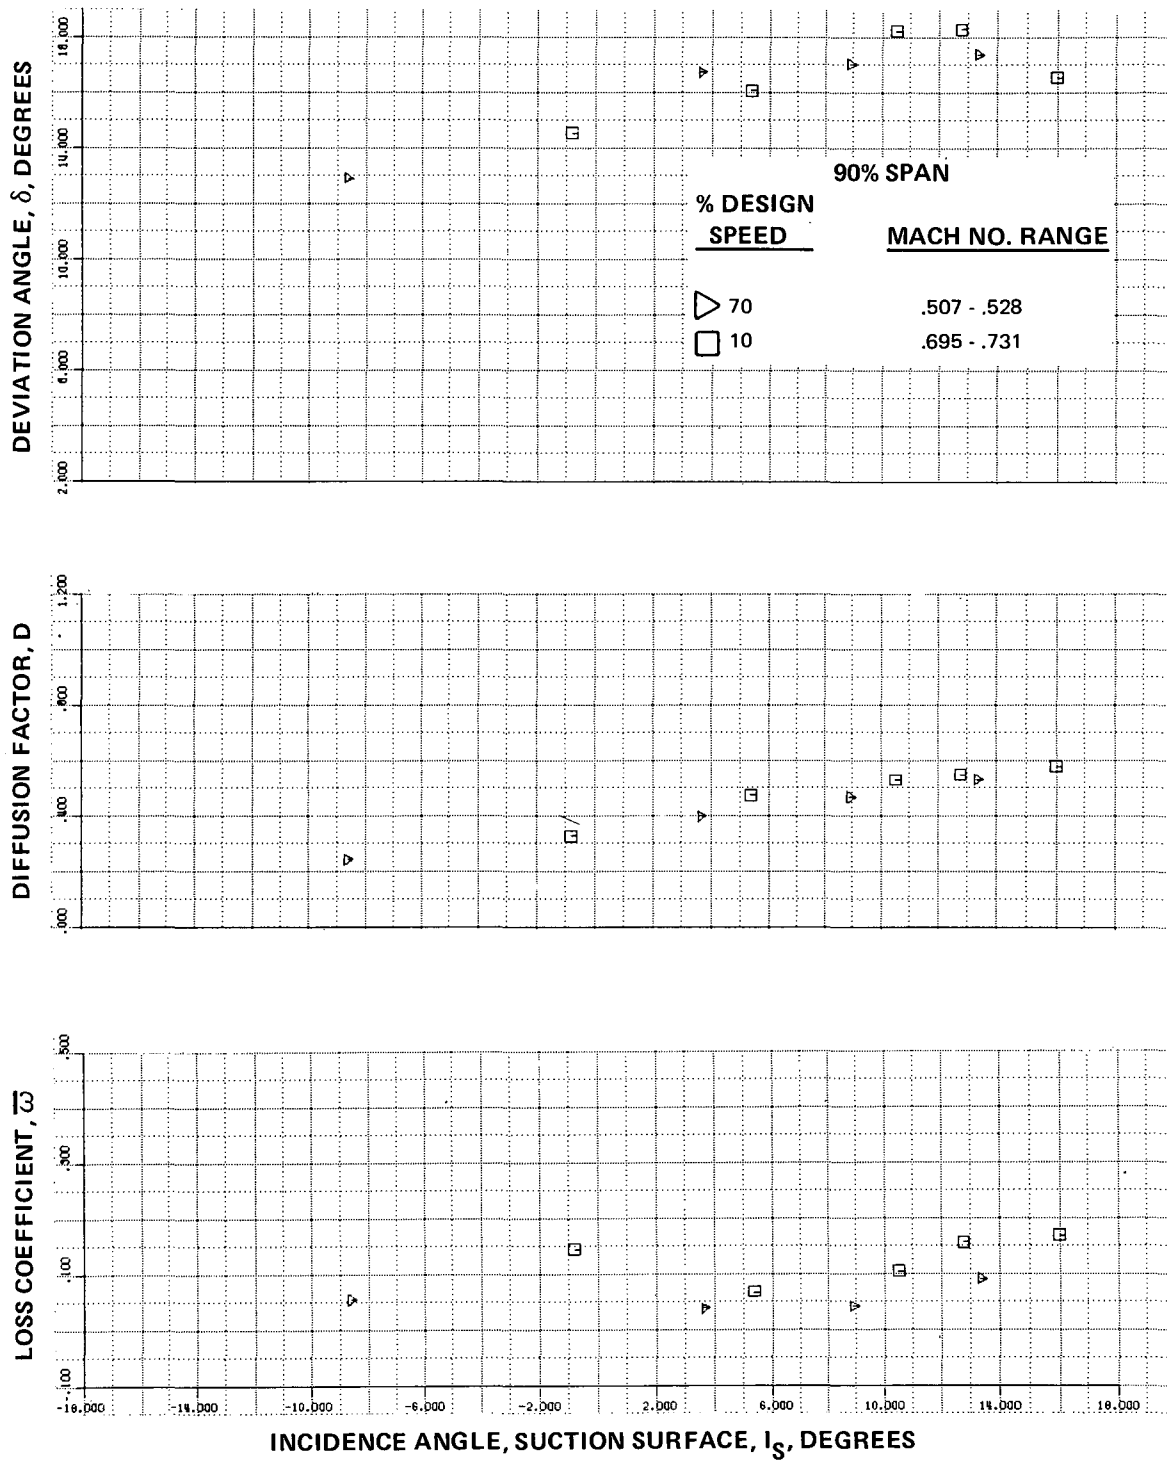 DEVIATION ANGLE, δ, DEGREES
18.000
14.000
10.000
6.000
2.000
90% SPAN
% DESIGN
SPEED MACH NO. RANGE
70 .507 - .528
10 .695 - .731
DIFFUSION FACTOR, D
1.200
.800
.400
.000
LOSS COEFFICIENT, ω̅
.500
.300
.100
-.100
-18.000 -14.000 -10.000 -6.000 -2.000 2.000 6.000 10.000 14.000 18.000
INCIDENCE ANGLE, SUCTION SURFACE, Iₛ, DEGREES